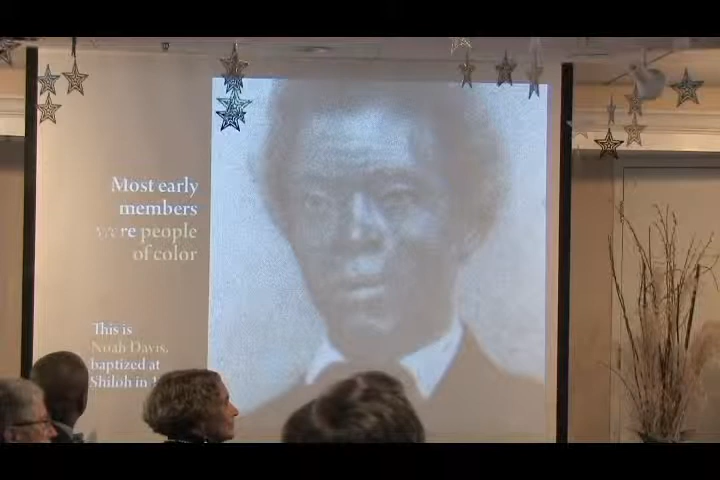 Most early
members
were people
of color
This is
Noah Davis,
baptized at
Shiloh in